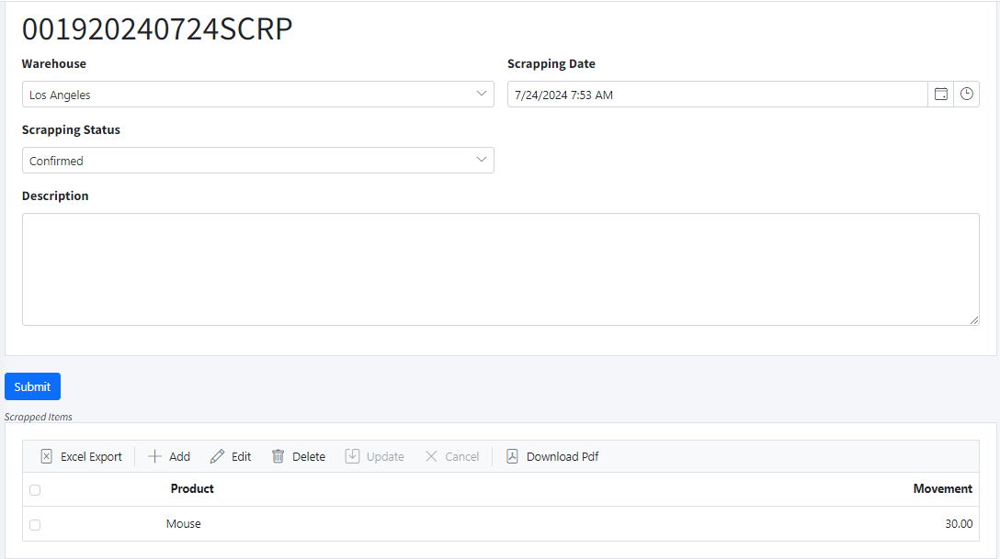 001920240724SCRP
Warehouse Scrapping Date
Los Angeles 7/24/2024 7:53 AM
Scrapping Status
Confirmed
Description
Submit
Scrapped Items
Excel Export Add Edit Delete Update Cancel Download Pdf
Product Movement
Mouse 30.00